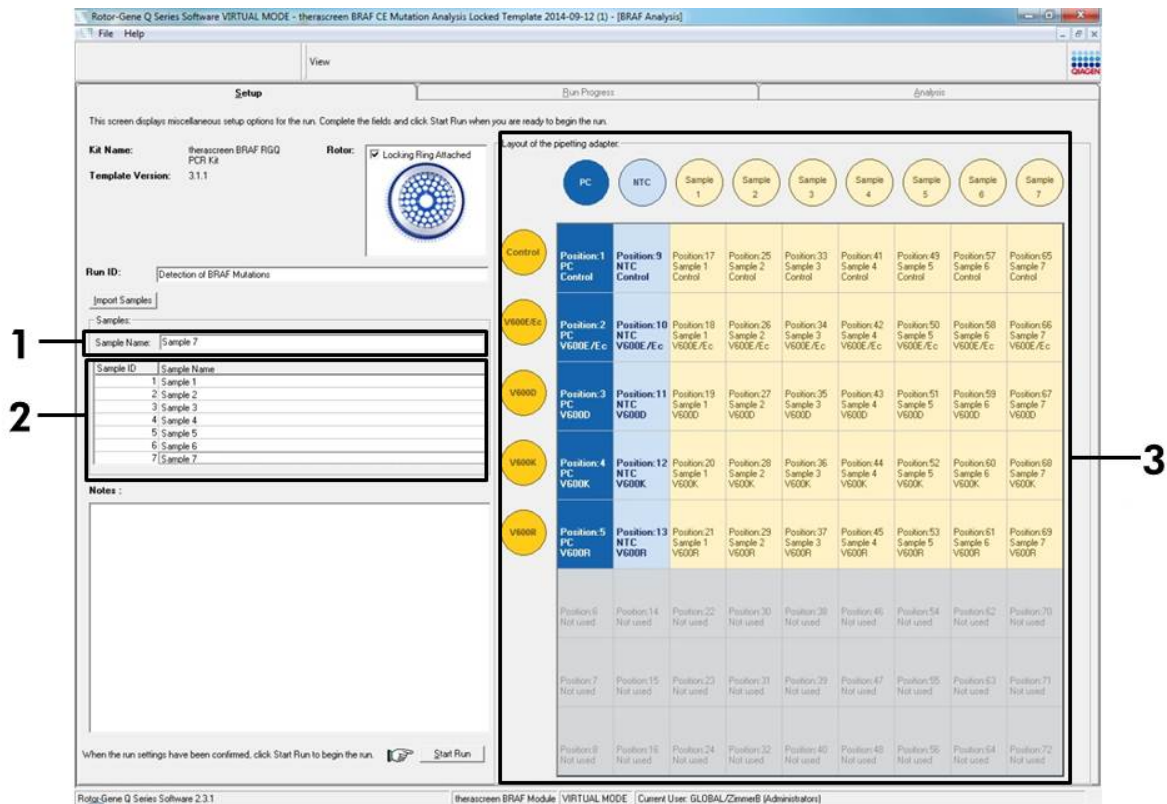 Rotor-Gene Q Series Software VIRTUAL MODE - therascreen BRAF CE Mutation Analysis Locked Template 2014-09-12 (1) - [BRAF Analysis]
File Help
View
QIAGEN
Setup
Run Progress
Analysis
This screen displays miscellaneous setup options for the run. Complete the fields and click Start Run when you are ready to begin the run.
Kit Name: therascreen BRAF RGQ
PCR Kit
Rotor:
Locking Ring Attached
Template Version: 3.1.1
Run ID: Detection of BRAF Mutations
Import Samples
Samples:
1
Sample Name: Sample 7
2
Sample ID Sample Name
1 Sample 1
2 Sample 2
3 Sample 3
4 Sample 4
5 Sample 5
6 Sample 6
7 Sample 7
Notes :
When the run settings have been confirmed, click Start Run to begin the run.
Start Run
Layout of the pipetting adapter:
3
PC NTC Sample Sample Sample Sample Sample Sample Sample
1 2 3 4 5 6 7
Control
Position:1 Position:9 Position:17 Position:25 Position:33 Position:41 Position:49 Position:57 Position:65
PC NTC Sample 1 Sample 2 Sample 3 Sample 4 Sample 5 Sample 6 Sample 7
Control Control Control Control Control Control Control Control Control
V600E/Ec
Position:2 Position:10 Position:18 Position:26 Position:34 Position:42 Position:50 Position:58 Position:66
PC NTC Sample 1 Sample 2 Sample 3 Sample 4 Sample 5 Sample 6 Sample 7
V600E/Ec V600E/Ec V600E/Ec V600E/Ec V600E/Ec V600E/Ec V600E/Ec V600E/Ec V600E/Ec
V600D
Position:3 Position:11 Position:19 Position:27 Position:35 Position:43 Position:51 Position:59 Position:67
PC NTC Sample 1 Sample 2 Sample 3 Sample 4 Sample 5 Sample 6 Sample 7
V600D V600D V600D V600D V600D V600D V600D V600D V600D
V600K
Position:4 Position:12 Position:20 Position:28 Position:36 Position:44 Position:52 Position:60 Position:68
PC NTC Sample 1 Sample 2 Sample 3 Sample 4 Sample 5 Sample 6 Sample 7
V600K V600K V600K V600K V600K V600K V600K V600K V600K
V600R
Position:5 Position:13 Position:21 Position:29 Position:37 Position:45 Position:53 Position:61 Position:69
PC NTC Sample 1 Sample 2 Sample 3 Sample 4 Sample 5 Sample 6 Sample 7
V600R V600R V600R V600R V600R V600R V600R V600R V600R
Position:6 Position:14 Position:22 Position:30 Position:38 Position:46 Position:54 Position:62 Position:70
Not used Not used Not used Not used Not used Not used Not used Not used Not used
Position:7 Position:15 Position:23 Position:31 Position:39 Position:47 Position:55 Position:63 Position:71
Not used Not used Not used Not used Not used Not used Not used Not used Not used
Position:8 Position:16 Position:24 Position:32 Position:40 Position:48 Position:56 Position:64 Position:72
Not used Not used Not used Not used Not used Not used Not used Not used Not used
Rotor-Gene Q Series Software 2.3.1
therascreen BRAF Module VIRTUAL MODE Current User: GLOBAL/ZimmerB (Administrators)